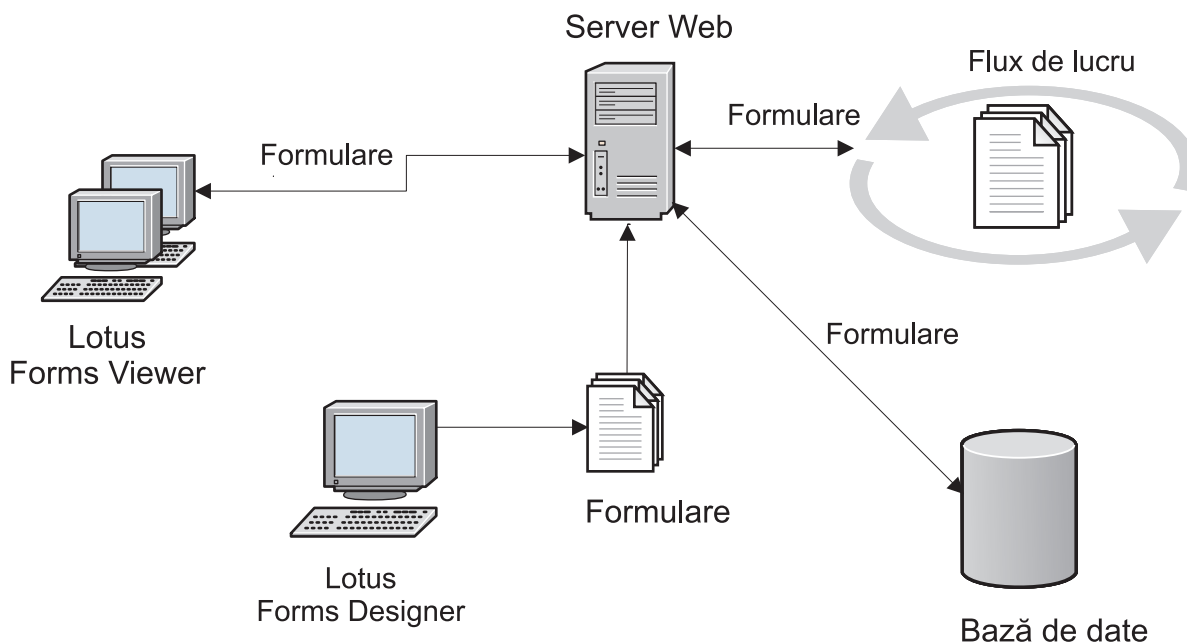 Server Web
Flux de lucru
Formulare
Formulare
Lotus
Forms Viewer
Formulare
Formulare
Lotus
Forms Designer
Bază de date